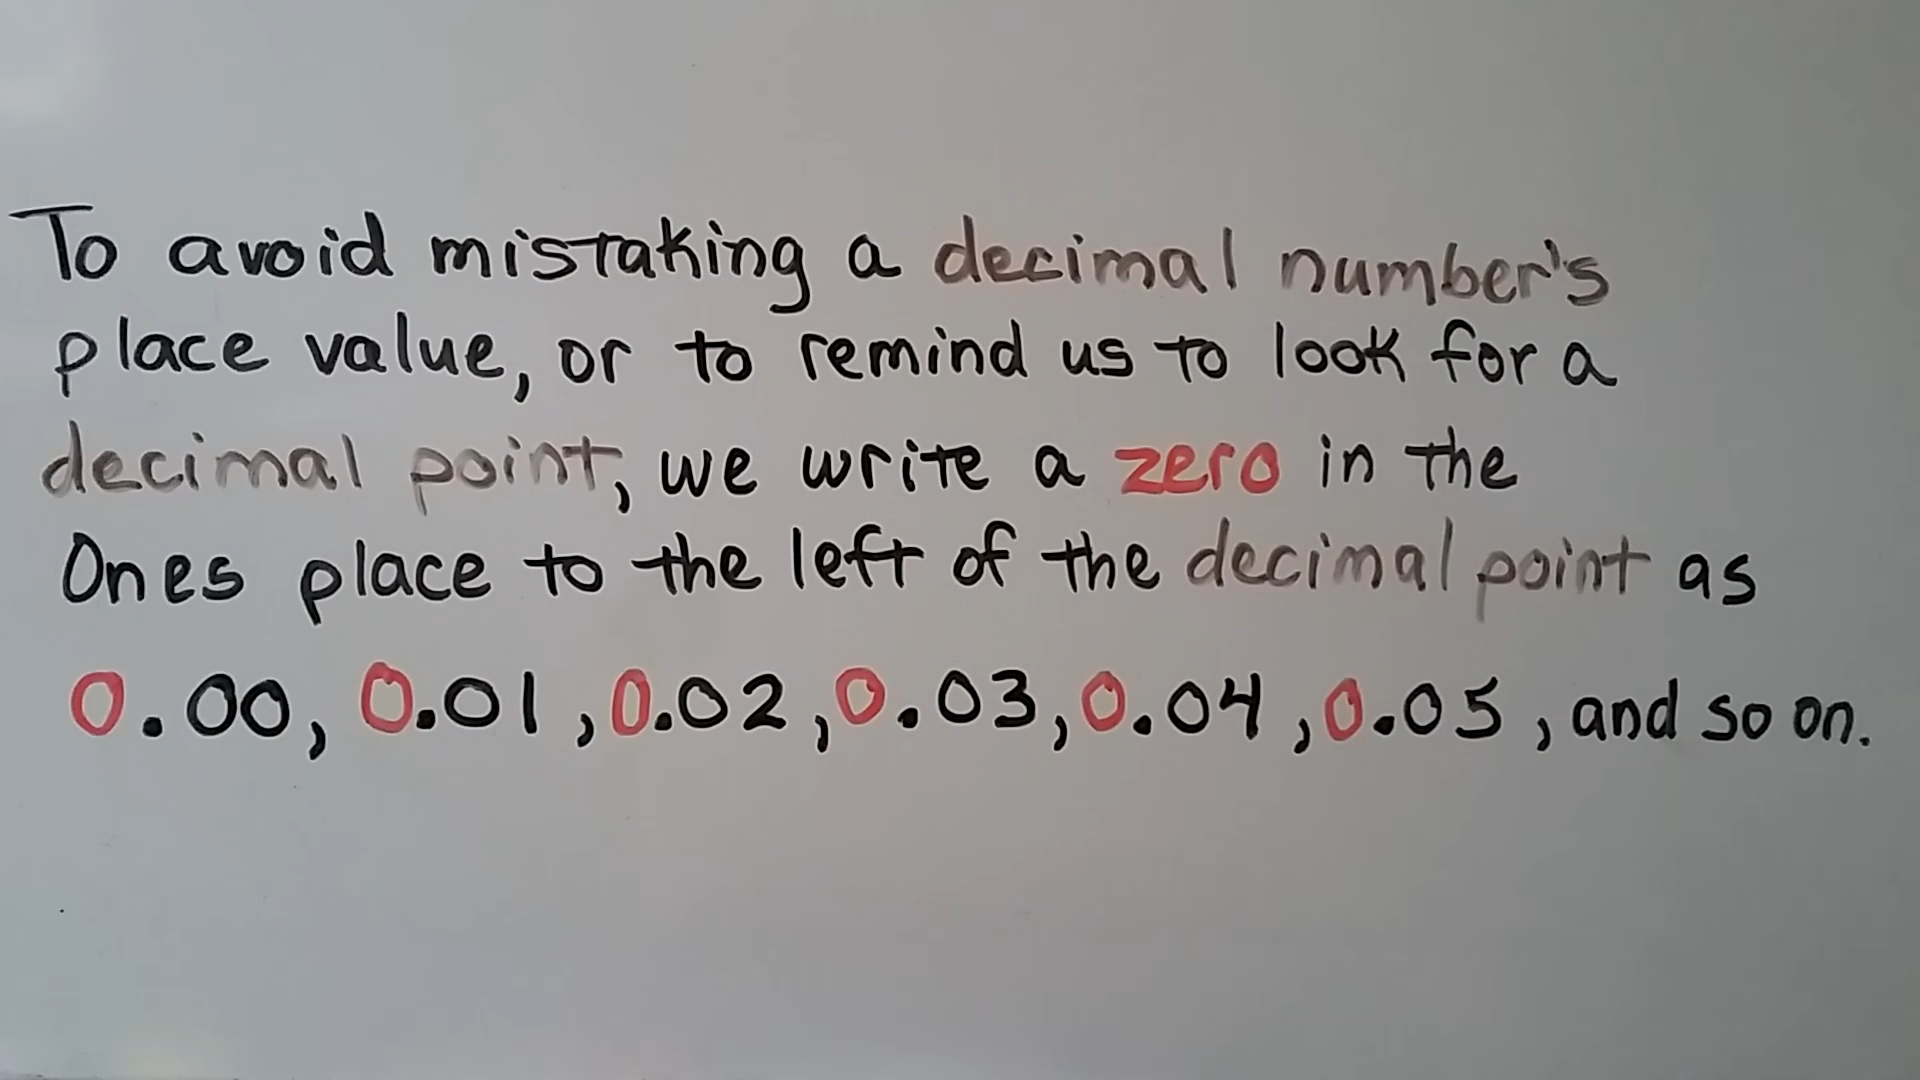 To avoid mistaking a decimal number's
place value, or to remind us to look for a
decimal point, we write a zero in the
Ones place to the left of the decimal point as
0.00, 0.01, 0.02, 0.03, 0.04, 0.05, and so on.